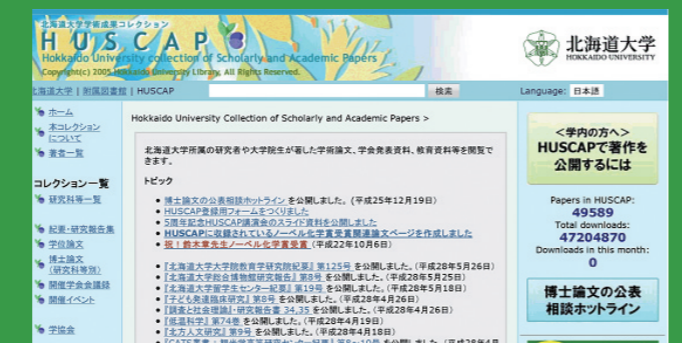 北海道大学学術成果コレクション
HUSCAP
Hokkaido University collection of Scholarly and Academic Papers
Copyright(c) 2005 Hokkaido University Library, All Rights Reserved.
北海道大学
HOKKAIDO UNIVERSITY
北海道大学 | 附属図書館 | HUSCAP
検索
Language: 日本語
ホーム
本コレクション
について
著者一覧
コレクション一覧
研究科等一覧
紀要・研究報告集
学位論文
博士論文
(研究科等別)
開催学会会議録
開催イベント
学協会
Hokkaido University Collection of Scholarly and Academic Papers >
北海道大学所属の研究者や大学院生が著した学術論文、学会発表資料、教育資料等を閲覧で
きます。
トピック
博士論文の公表相談ホットライン を公開しました。(平成25年12月19日)
HUSCAP登録用フォームをつくりました
5周年記念HUSCAP講演会のスライド資料を公開しました
HUSCAPに収録されているノーベル化学賞受賞関連論文ページを作成しました
祝！鈴木章先生ノーベル化学賞受賞 (平成22年10月6日)
『北海道大学大学院教育学研究院紀要』第125号 を公開しました。(平成28年5月26日)
『北海道大学総合博物館研究報告』第8号 を公開しました。(平成28年5月25日)
『北海道大学留学生センター紀要』第19号 を公開しました。(平成28年5月18日)
『子ども発達臨床研究』第8号 を公開しました。(平成28年4月26日)
『調査と社会理論』・研究報告書 34,35 を公開しました。(平成28年4月26日)
『低温科学』第74巻 を公開しました。(平成28年4月19日)
『北方人文研究』第9号 を公開しました。(平成28年4月18日)
<学内の方へ>
HUSCAPで著作を
公開するには
Papers in HUSCAP:
49589
Total downloads:
47204870
Downloads in this month:
0
博士論文の公表
相談ホットライン